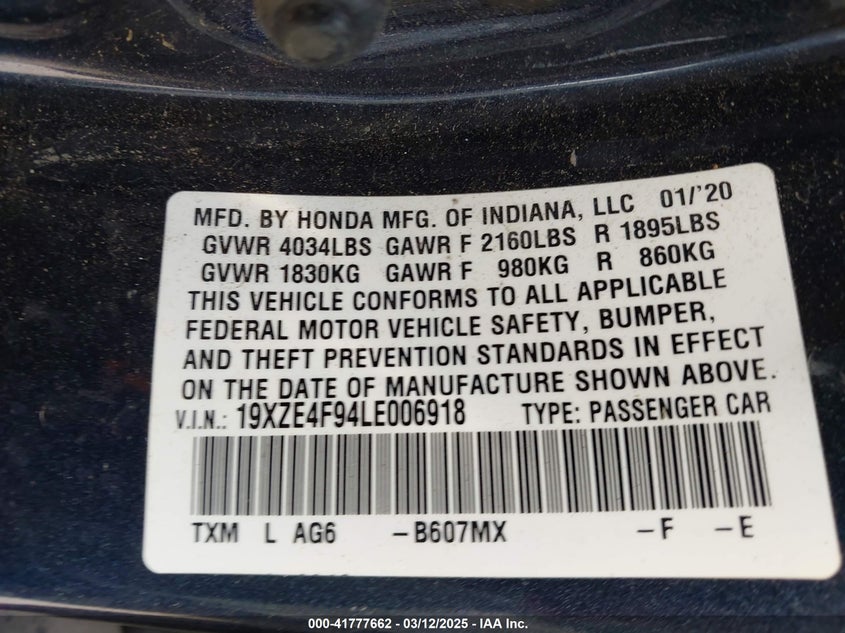 MFD. BY HONDA MFG. OF INDIANA, LLC 01/'20
GVWR 4034LBS GAWR F 2160LBS R 1895LBS
GVWR 1830KG GAWR F 980KG R 860KG
THIS VEHICLE CONFORMS TO ALL APPLICABLE
FEDERAL MOTOR VEHICLE SAFETY, BUMPER,
AND THEFT PREVENTION STANDARDS IN EFFECT
ON THE DATE OF MANUFACTURE SHOWN ABOVE.
V.I.N.: 19XZE4F94LE006918 TYPE: PASSENGER CAR
TXM L AG6 -B607MX -F -E
000-41777662 - 03/12/2025 - IAA Inc.